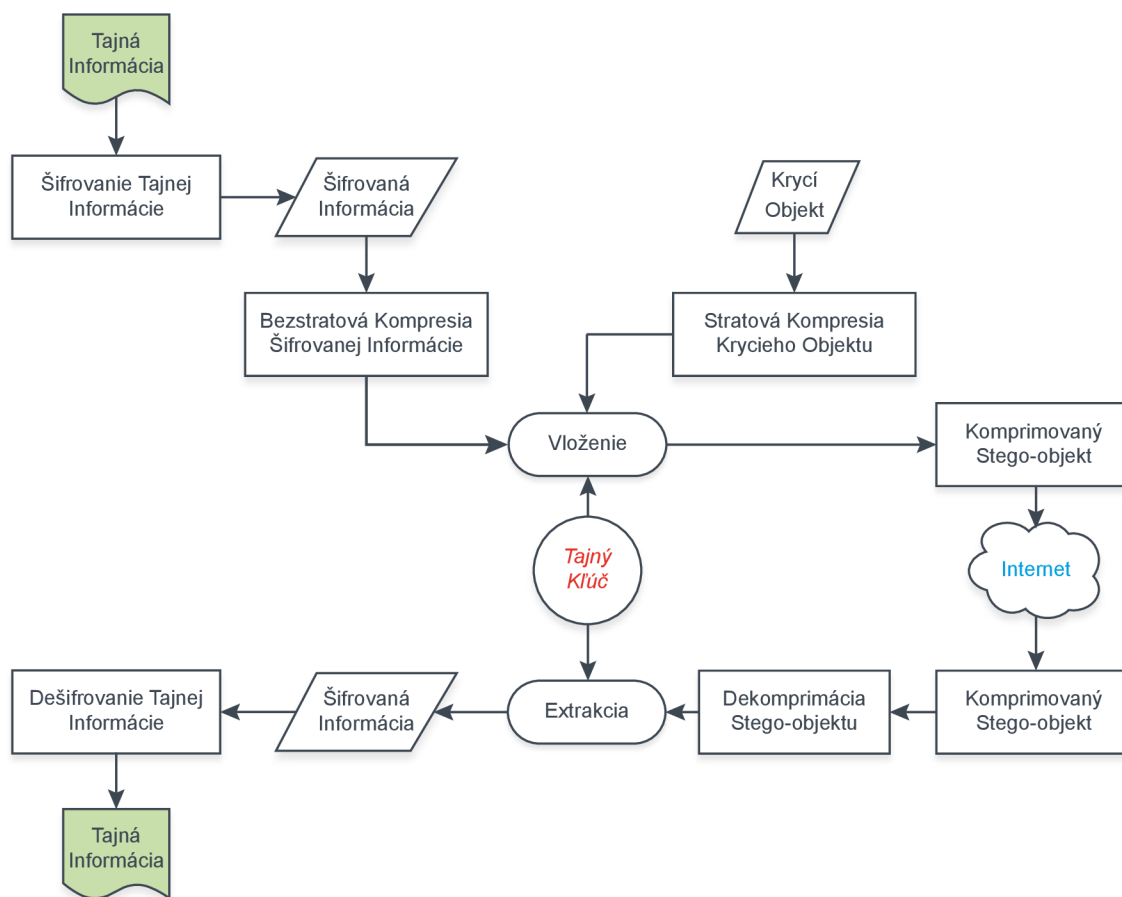 Tajná
Informácia
Šifrovanie Tajnej
Informácie
Šifrovaná
Informácia
Krycí
Objekt
Bezstratová Kompresia
Šifrovanej Informácie
Stratová Kompresia
Krycieho Objektu
Vloženie
Komprimovaný
Stego-objekt
Tajný
Kľúč
Internet
Dešifrovanie Tajnej
Informácie
Šifrovaná
Informácia
Extrakcia
Dekomprimácia
Stego-objektu
Komprimovaný
Stego-objekt
Tajná
Informácia